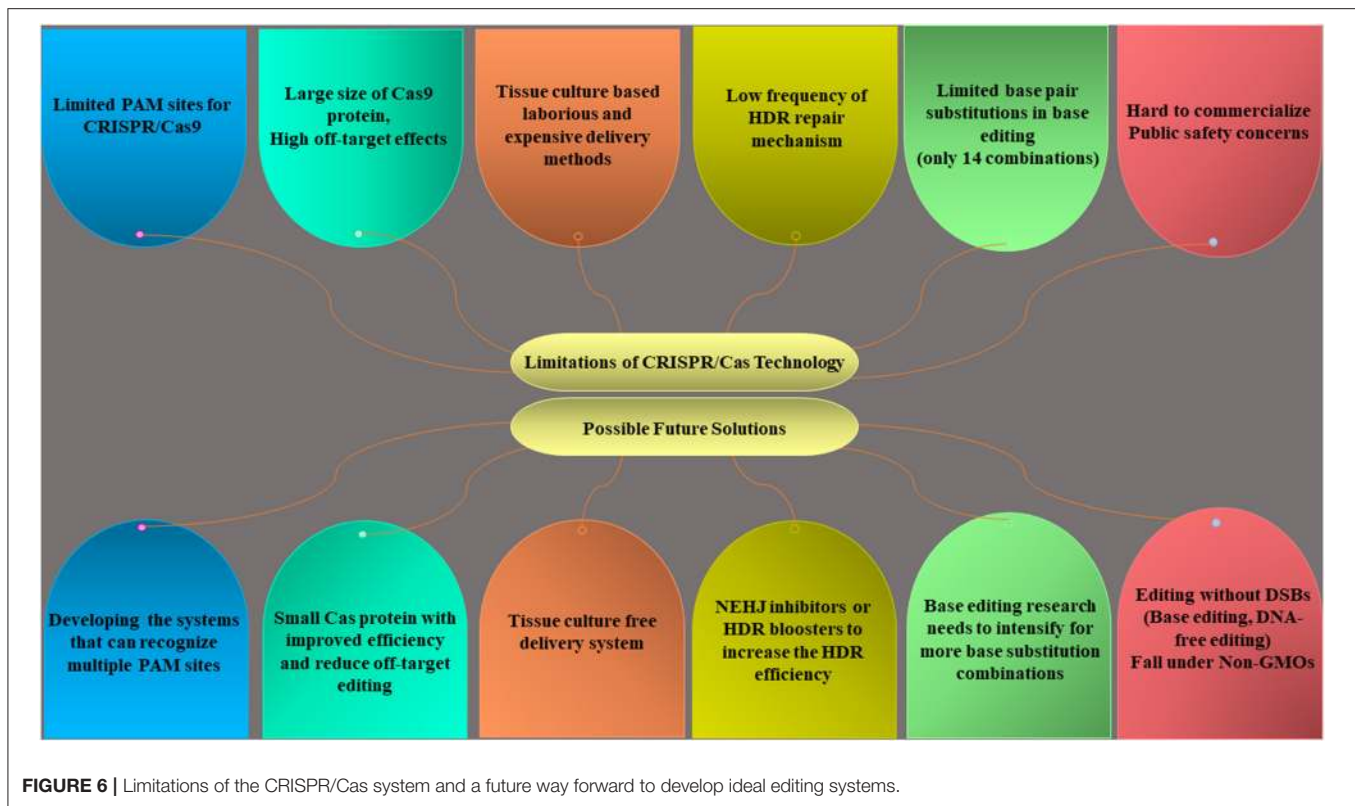 Limited PAM sites for
CRISPR/Cas9
Large size of Cas9
protein,
High off-target effects
Tissue culture based
laborious and
expensive delivery
methods
Low frequency of
HDR repair
mechanism
Limited base pair
substitutions in base
editing
(only 14 combinations)
Hard to commercialize
Public safety concerns
Limitations of CRISPR/Cas Technology
Possible Future Solutions
Developing the systems
that can recognize
multiple PAM sites
Small Cas protein with
improved efficiency
and reduce off-target
editing
Tissue culture free
delivery system
NEHJ inhibitors or
HDR bloosters to
increase the HDR
efficiency
Base editing research
needs to intensify for
more base substitution
combinations
Editing without DSBs
(Base editing, DNA-
free editing)
Fall under Non-GMOs
FIGURE 6 | Limitations of the CRISPR/Cas system and a future way forward to develop ideal editing systems.